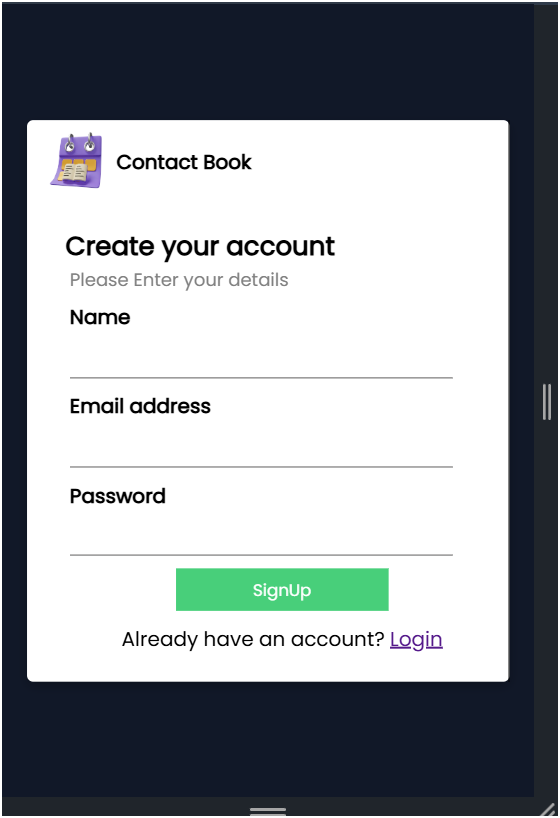 Contact Book
Create your account
Please Enter your details
Name
Email address
Password
SignUp
Already have an account? Login